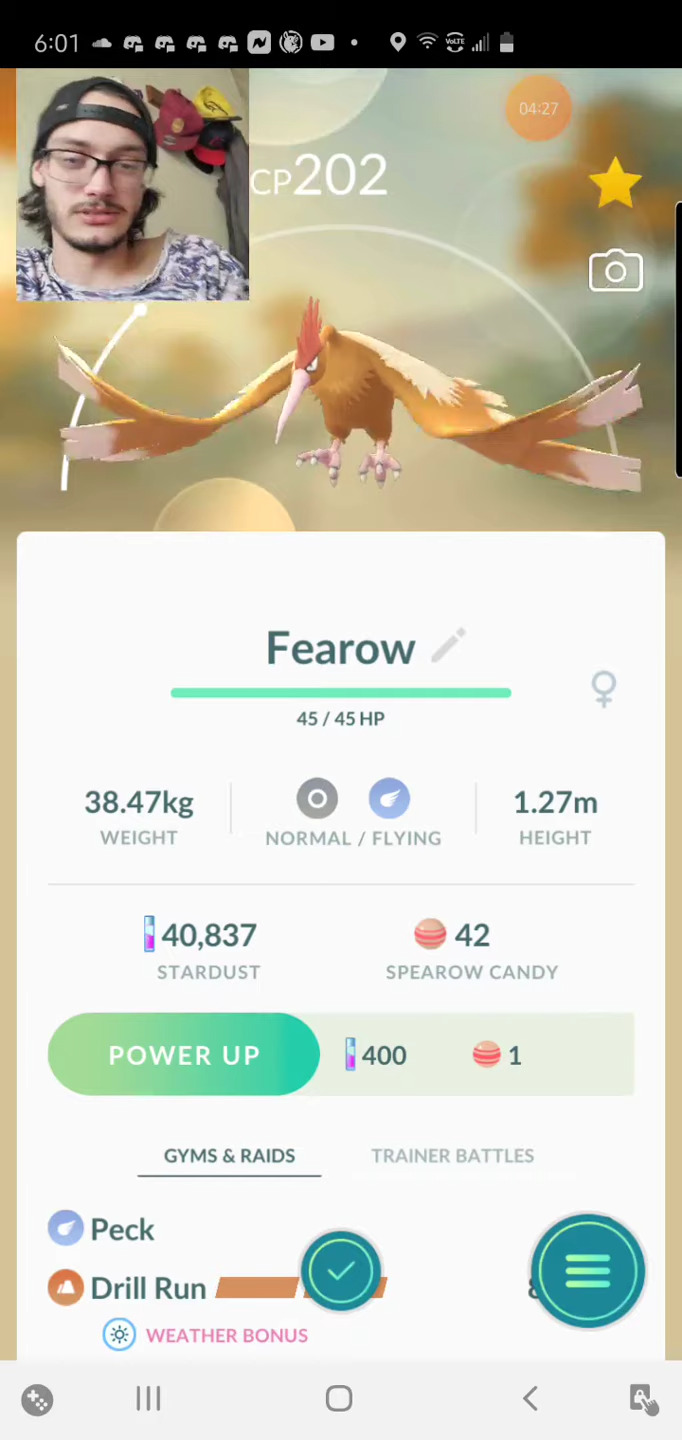 6:01
04:27
CP202
Fearow
45 / 45 HP
38.47kg
WEIGHT
NORMAL / FLYING
1.27m
HEIGHT
40,837
STARDUST
42
SPEAROW CANDY
POWER UP
400
1
GYMS & RAIDS
TRAINER BATTLES
Peck
Drill Run
WEATHER BONUS